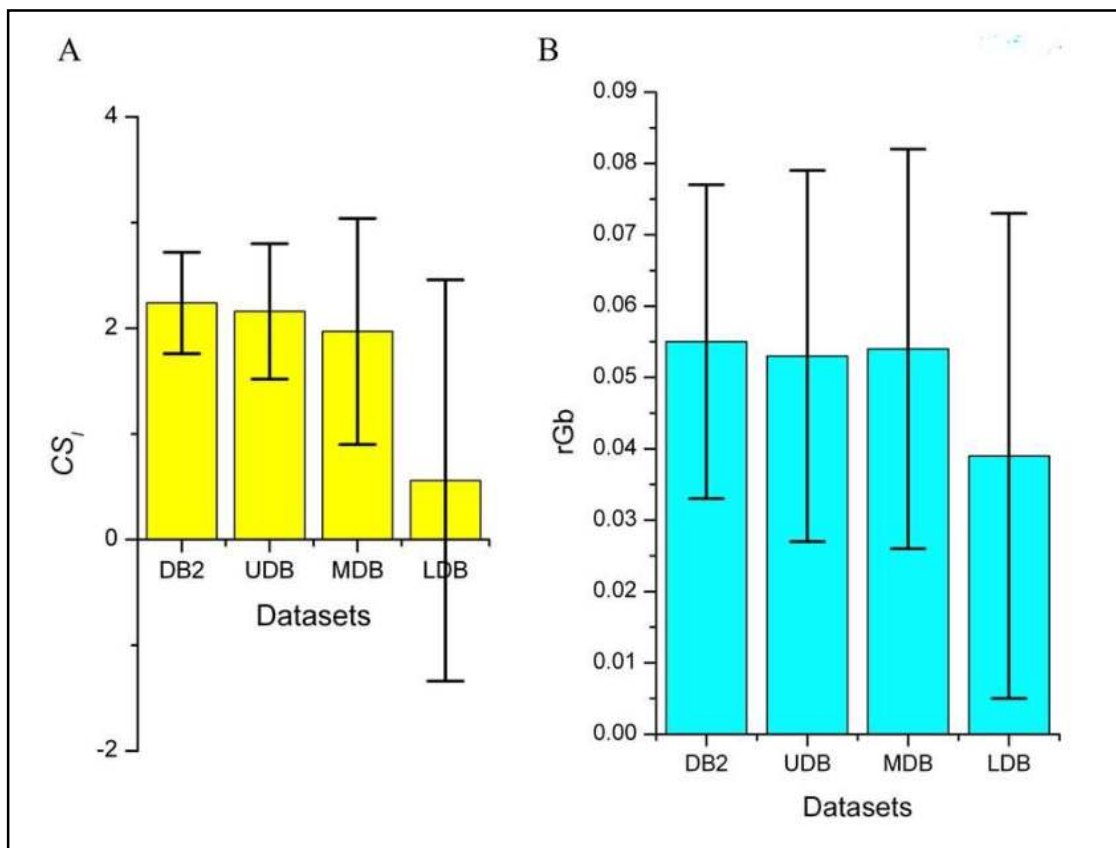 A
4
2
0
-2
CS_l
DB2 UDB MDB LDB
Datasets
B
0.09
0.08
0.07
0.06
0.05
0.04
0.03
0.02
0.01
0.00
rGb
DB2 UDB MDB LDB
Datasets